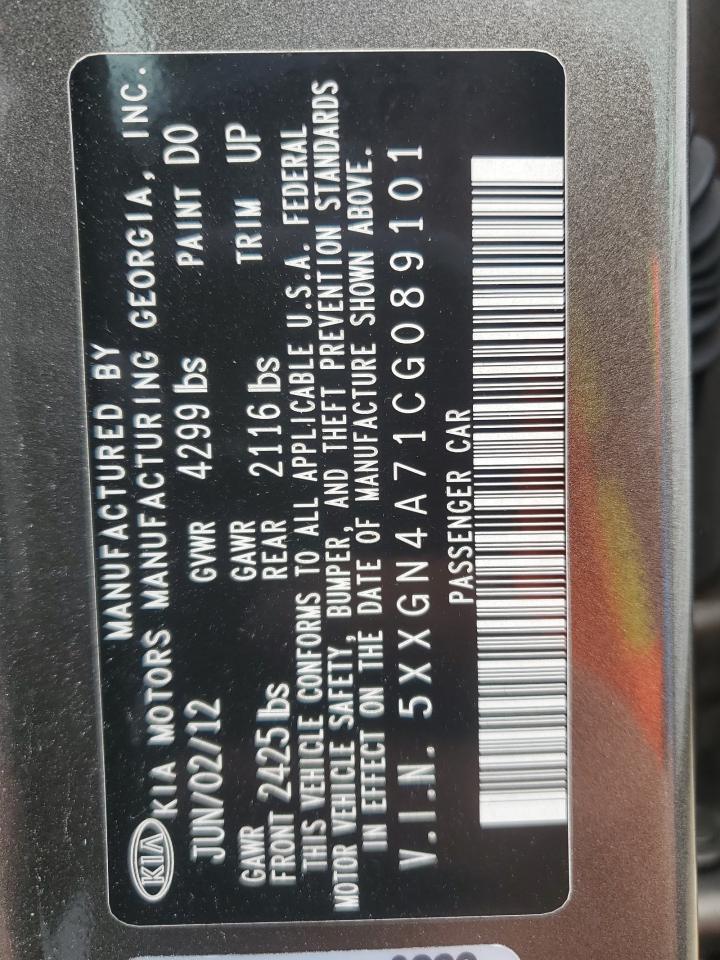 MANUFACTURED BY
KIA KIA MOTORS MANUFACTURING GEORGIA, INC.
JUN/02/12 GVWR 4299 lbs PAINT DO
GAWR FRONT 2425 lbs GAWR REAR 2116 lbs TRIM UP
THIS VEHICLE CONFORMS TO ALL APPLICABLE U.S.A. FEDERAL
MOTOR VEHICLE SAFETY, BUMPER, AND THEFT PREVENTION STANDARDS
IN EFFECT ON THE DATE OF MANUFACTURE SHOWN ABOVE.
V.I.N. 5XXGN4A71CG089101
PASSENGER CAR